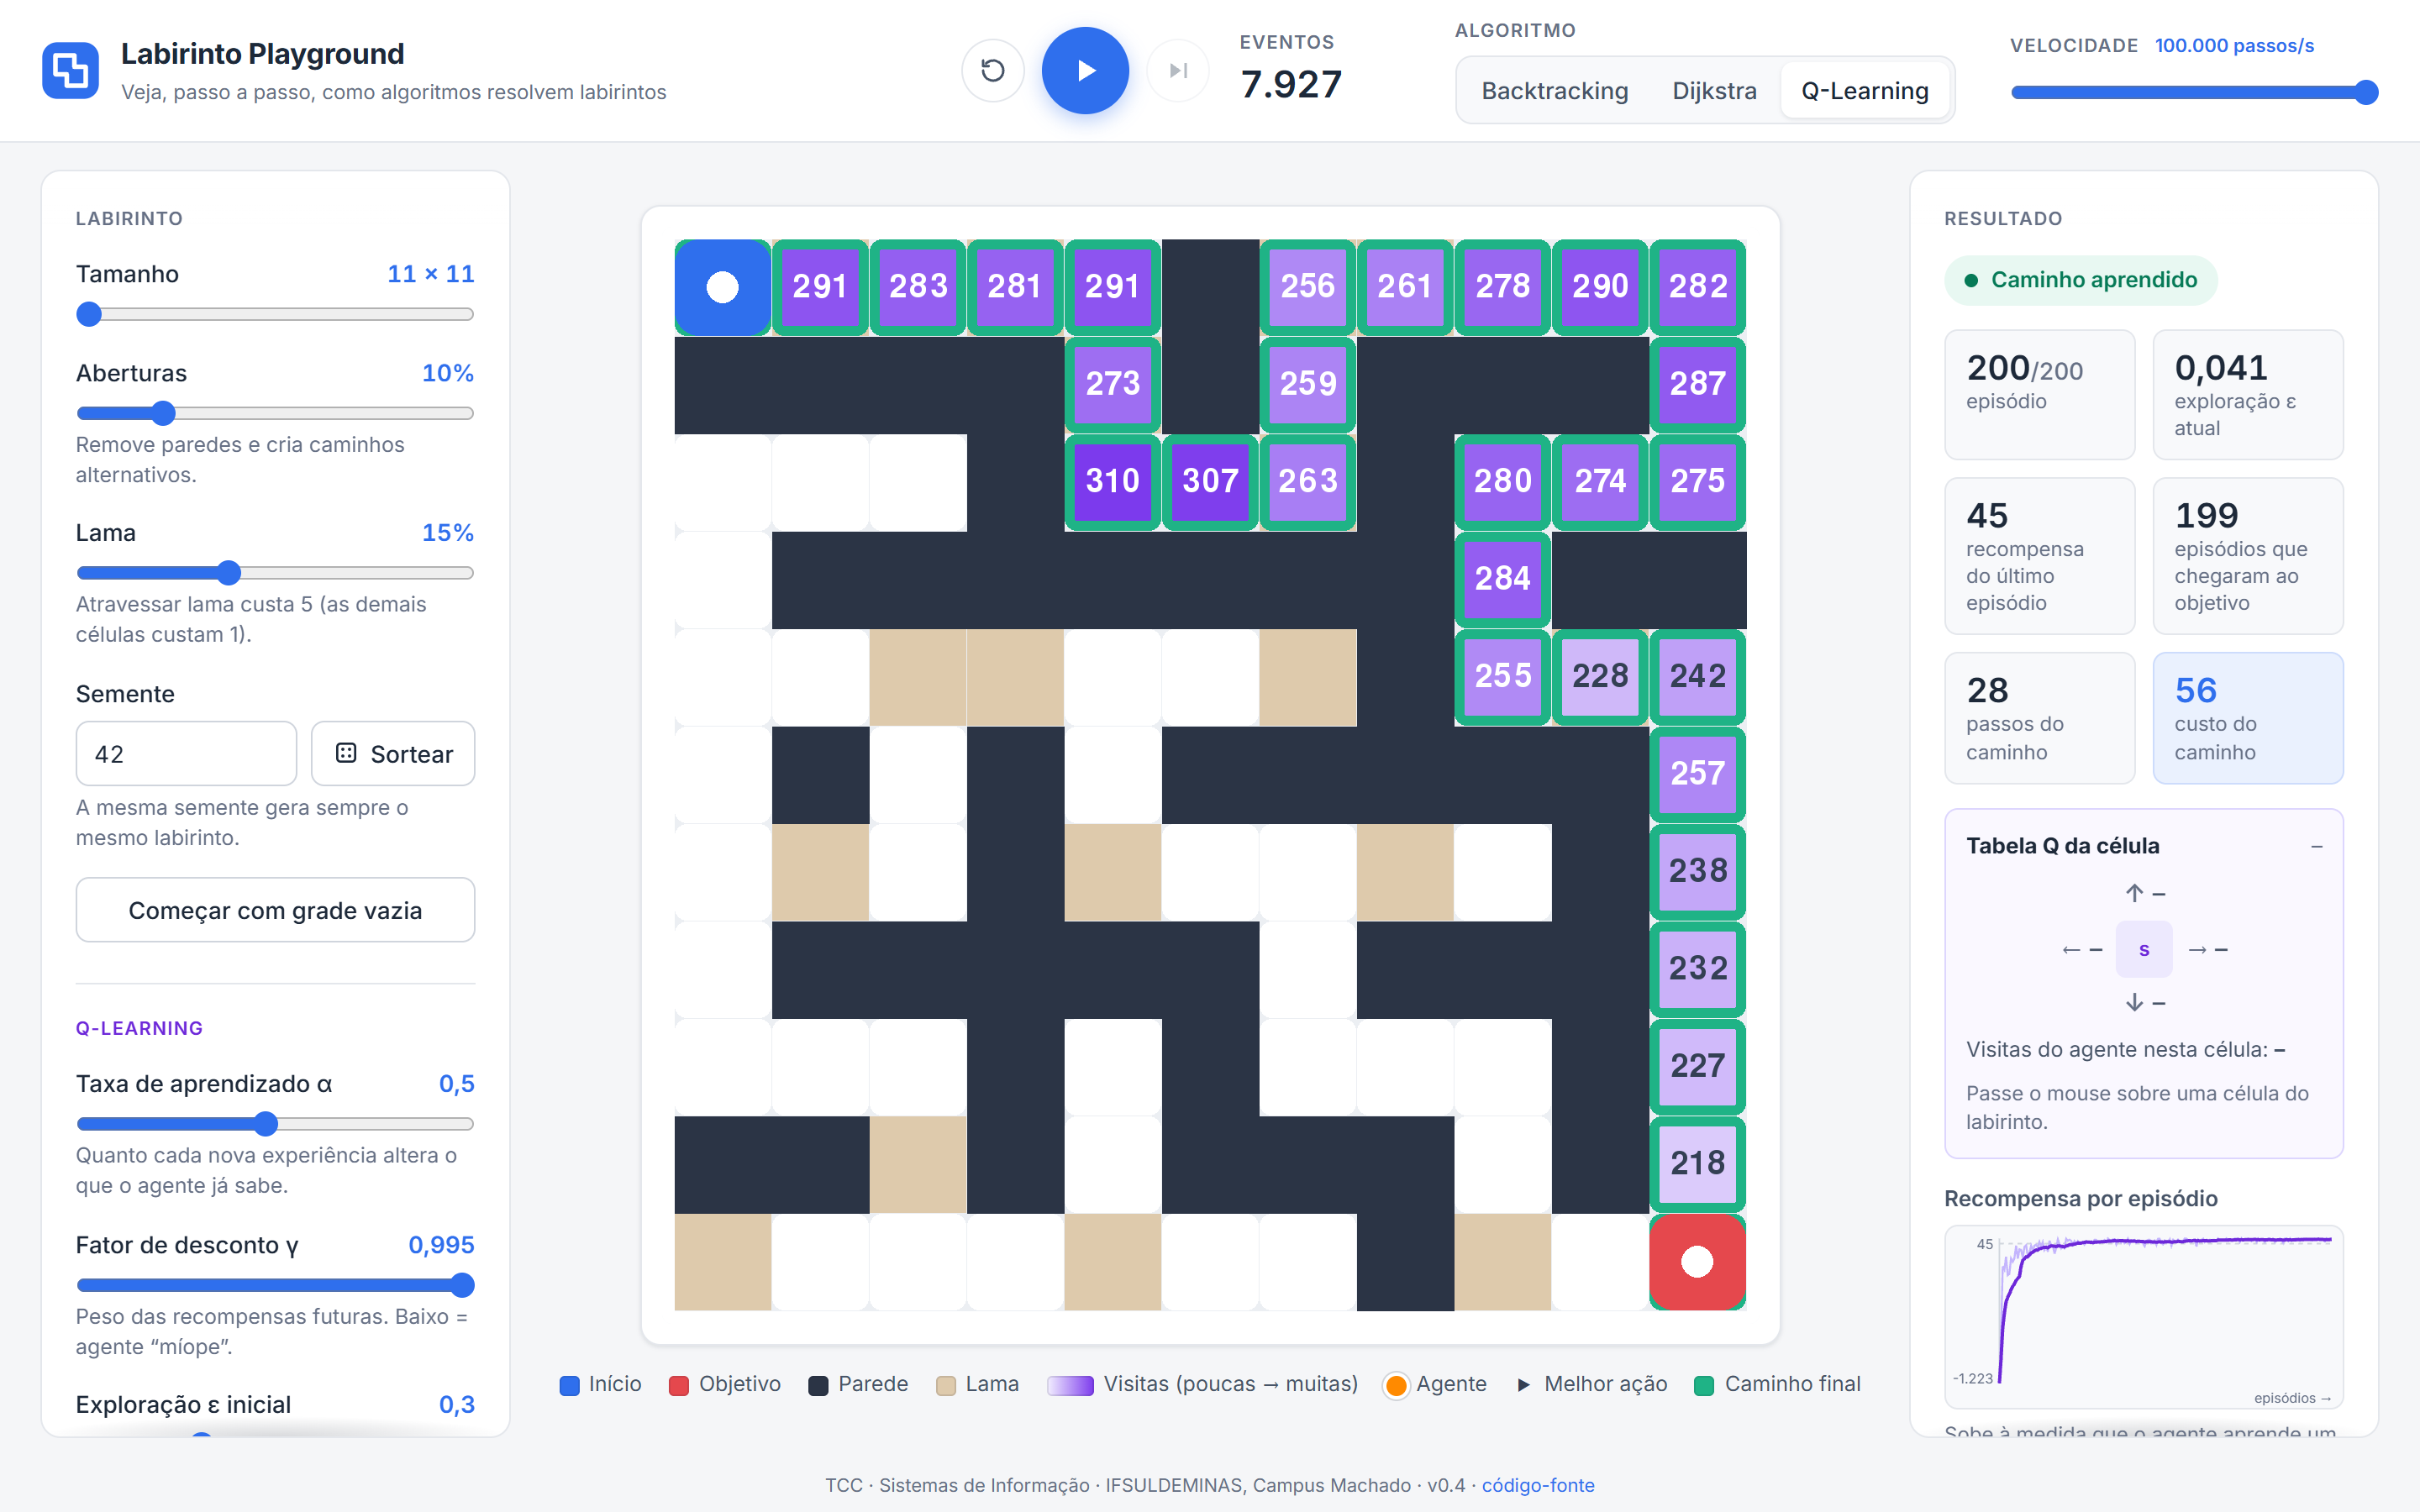 Labirinto Playground
Veja, passo a passo, como algoritmos resolvem labirintos
EVENTOS
7.927
ALGORITMO
Backtracking
Dijkstra
Q-Learning
VELOCIDADE 100.000 passos/s
LABIRINTO
Tamanho 11 × 11
Aberturas 10%
Remove paredes e cria caminhos
alternativos.
Lama 15%
Atravessar lama custa 5 (as demais
células custam 1).
Semente
42
Sortear
A mesma semente gera sempre o
mesmo labirinto.
Começar com grade vazia
Q-LEARNING
Taxa de aprendizado α 0,5
Quanto cada nova experiência altera o
que o agente já sabe.
Fator de desconto γ 0,995
Peso das recompensas futuras. Baixo =
agente “míope”.
Exploração ε inicial 0,3
291 283 281 291 256 261 278 290 282
273 259 287
310 307 263 280 274 275
284
255 228 242
257
238
232
227
218
Início
Objetivo
Parede
Lama
Visitas (poucas → muitas)
Agente
Melhor ação
Caminho final
RESULTADO
Caminho aprendido
200/200
episódio
0,041
exploração ε
atual
45
recompensa
do último
episódio
199
episódios que
chegaram ao
objetivo
28
passos do
caminho
56
custo do
caminho
Tabela Q da célula –
↑ –
← – s → –
↓ –
Visitas do agente nesta célula: –
Passe o mouse sobre uma célula do
labirinto.
Recompensa por episódio
45
-1.223
episódios →
Sobe à medida que o agente aprende um
TCC · Sistemas de Informação · IFSULDEMINAS, Campus Machado · v0.4 · código-fonte